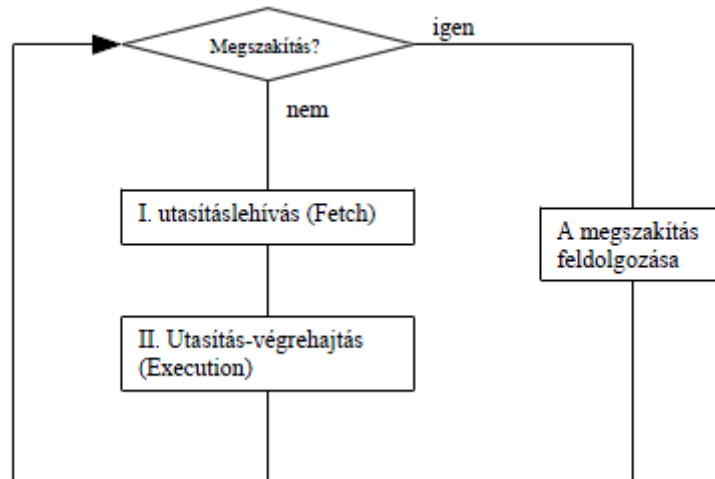 Megszakítás?
igen
nem
I. utasításlehívás (Fetch)
A megszakítás
feldolgozása
II. Utasítás-végrehajtás
(Execution)